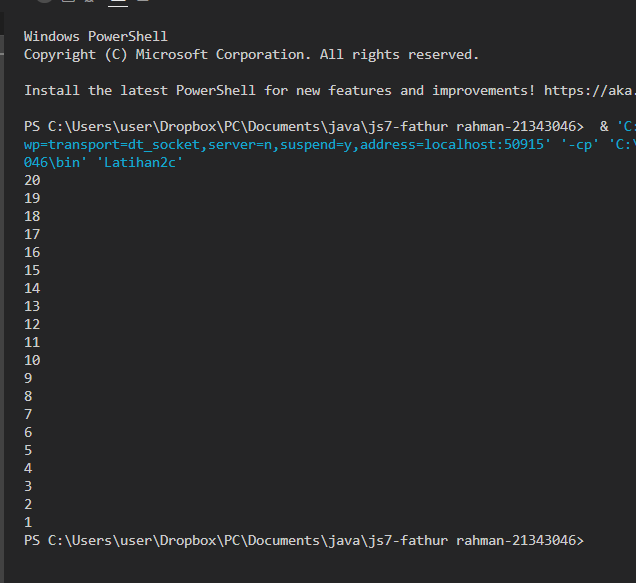 Windows PowerShell
Copyright (C) Microsoft Corporation. All rights reserved.
Install the latest PowerShell for new features and improvements! https://aka.
PS C:\Users\user\Dropbox\PC\Documents\java\js7-fathur rahman-21343046>  & 'C:
wp=transport=dt_socket,server=n,suspend=y,address=localhost:50915' '-cp' 'C:\
046\bin' 'Latihan2c'
20
19
18
17
16
15
14
13
12
11
10
9
8
7
6
5
4
3
2
1
PS C:\Users\user\Dropbox\PC\Documents\java\js7-fathur rahman-21343046>